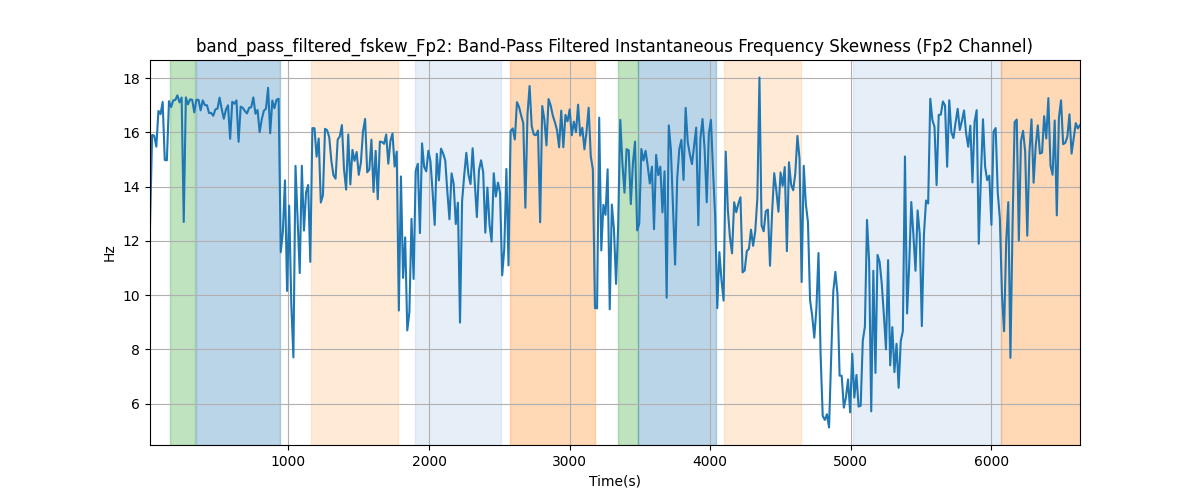 band_pass_filtered_fskew_Fp2: Band-Pass Filtered Instantaneous Frequency Skewness (Fp2 Channel)
18
16
14
12
10
8
6
Hz
1000 2000 3000 4000 5000 6000
Time(s)